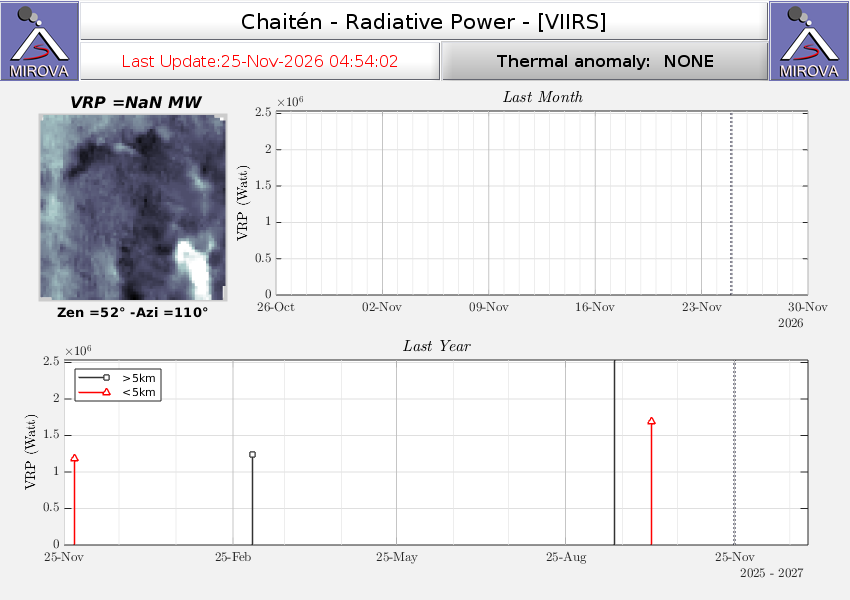 Chaitén - Radiative Power - [VIIRS]
MIROVA
Last Update:25-Nov-2026 04:54:02
Thermal anomaly: NONE
MIROVA
VRP =NaN MW
Zen =52° -Azi =110°
Last Month
×10⁶
VRP (Watt)
2.5
2
1.5
1
0.5
0
26-Oct 02-Nov 09-Nov 16-Nov 23-Nov 30-Nov
2026
Last Year
×10⁶
VRP (Watt)
2.5
2
1.5
1
0.5
0
>5km
<5km
25-Nov 25-Feb 25-May 25-Aug 25-Nov
2025 - 2027